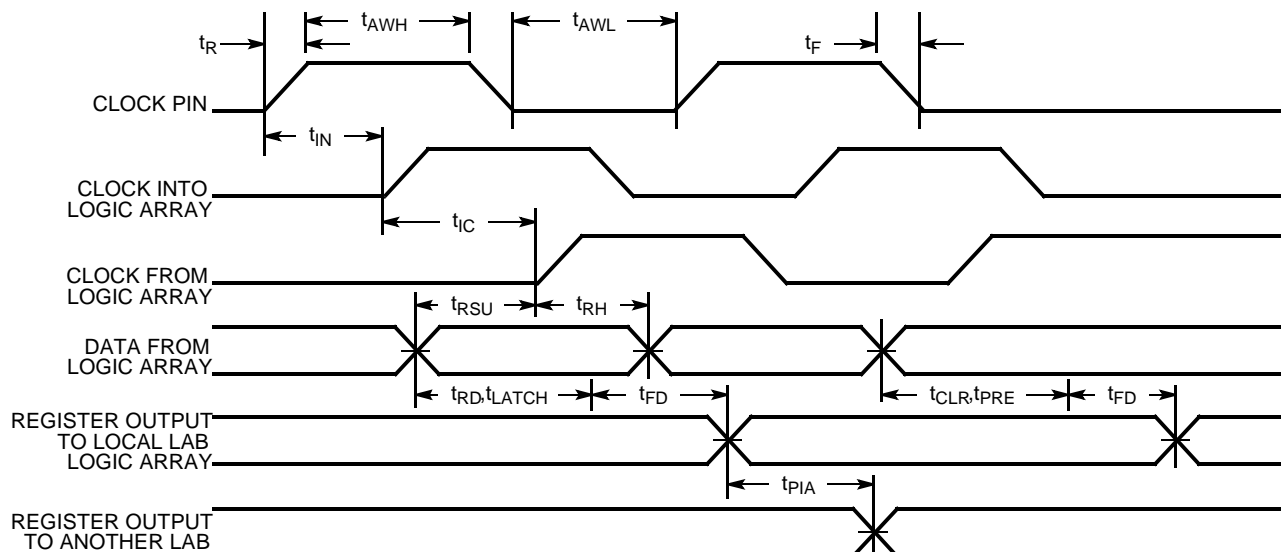 tR
tAWH
tAWL
tF
CLOCK PIN
tIN
CLOCK INTO
LOGIC ARRAY
tIC
CLOCK FROM
LOGIC ARRAY
tRSU
tRH
DATA FROM
LOGIC ARRAY
tRD,tLATCH
tFD
tCLR,tPRE
tFD
REGISTER OUTPUT
TO LOCAL LAB
LOGIC ARRAY
tPIA
REGISTER OUTPUT
TO ANOTHER LAB